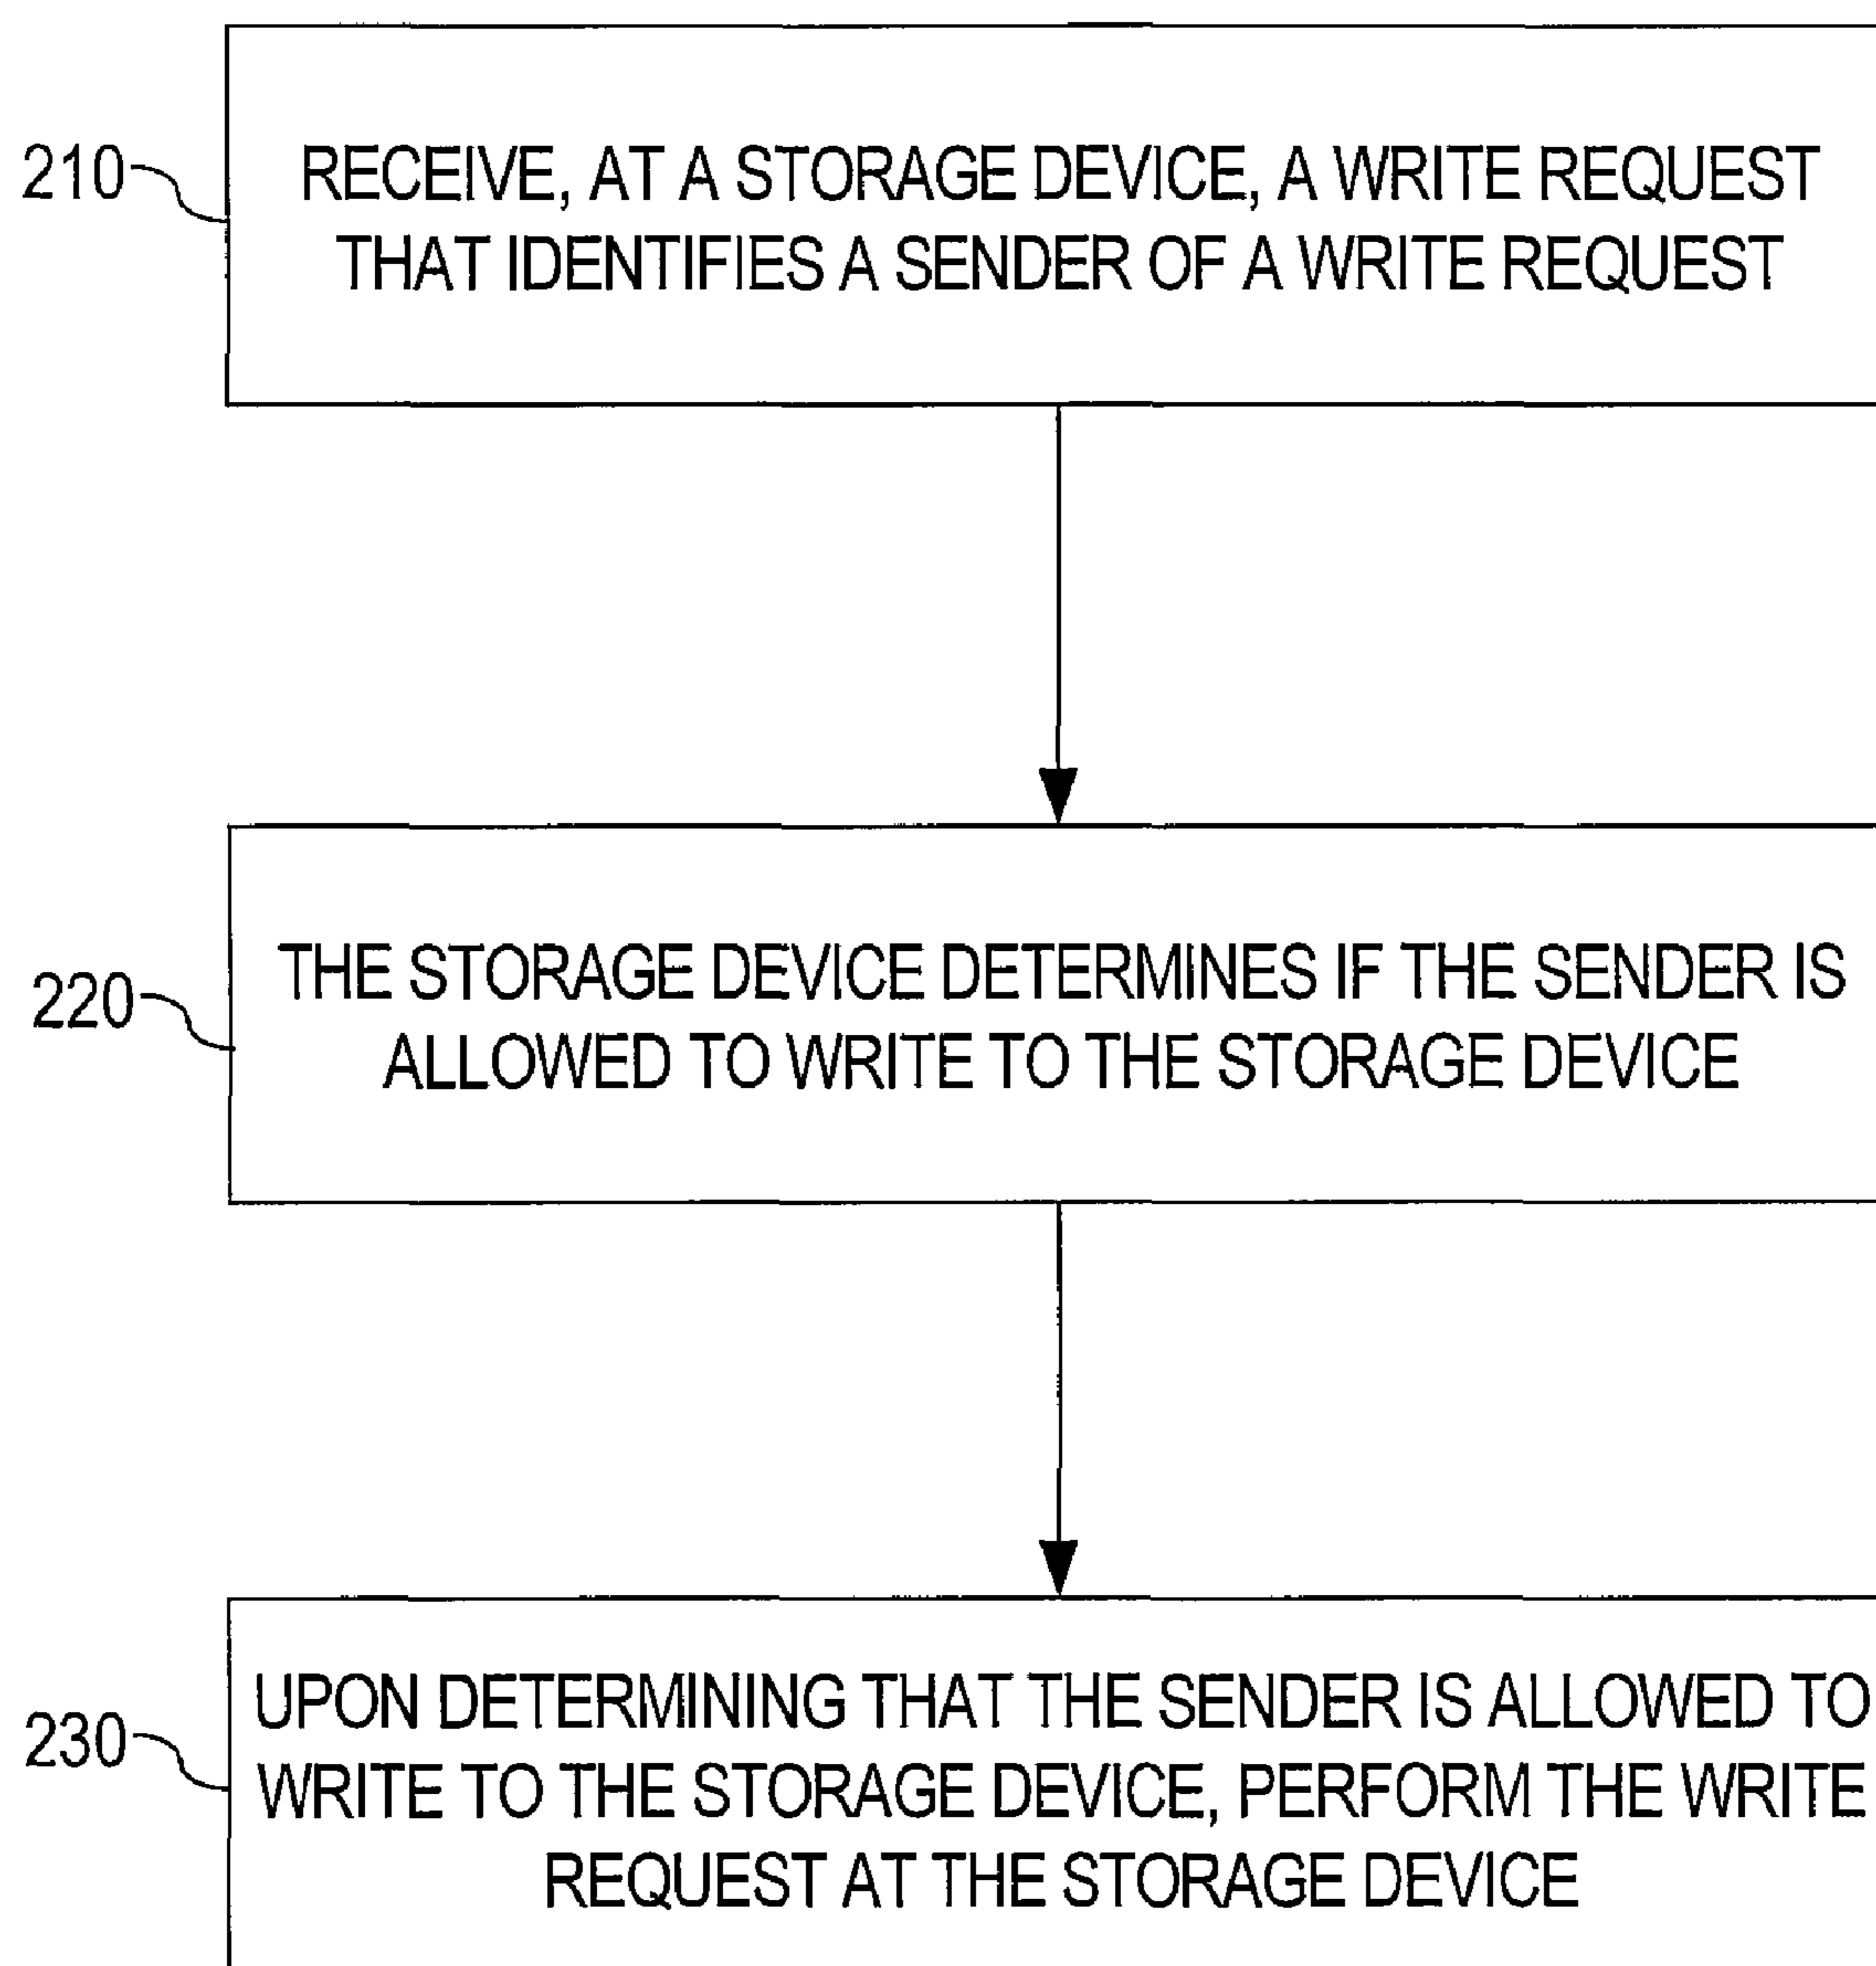 210
RECEIVE, AT A STORAGE DEVICE, A WRITE REQUEST
THAT IDENTIFIES A SENDER OF A WRITE REQUEST
220
THE STORAGE DEVICE DETERMINES IF THE SENDER IS
ALLOWED TO WRITE TO THE STORAGE DEVICE
230
UPON DETERMINING THAT THE SENDER IS ALLOWED TO
WRITE TO THE STORAGE DEVICE, PERFORM THE WRITE
REQUEST AT THE STORAGE DEVICE